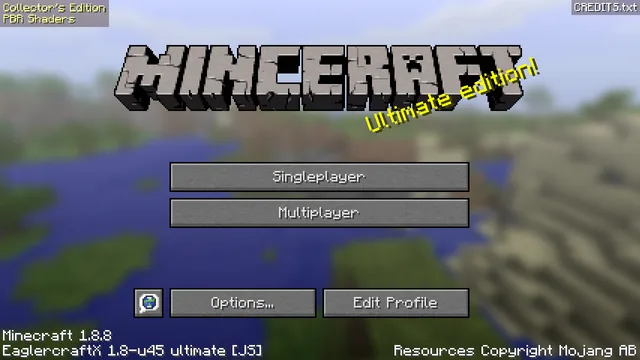 Collector's Edition
PBR Shaders
CREDITS.txt
MINCERAFT
Ultimate edition!
Singleplayer
Multiplayer
Options...
Edit Profile
Minecraft 1.8.8
EaglercraftX 1.8-u45 ultimate [JS]
Resources Copyright Mojang AB